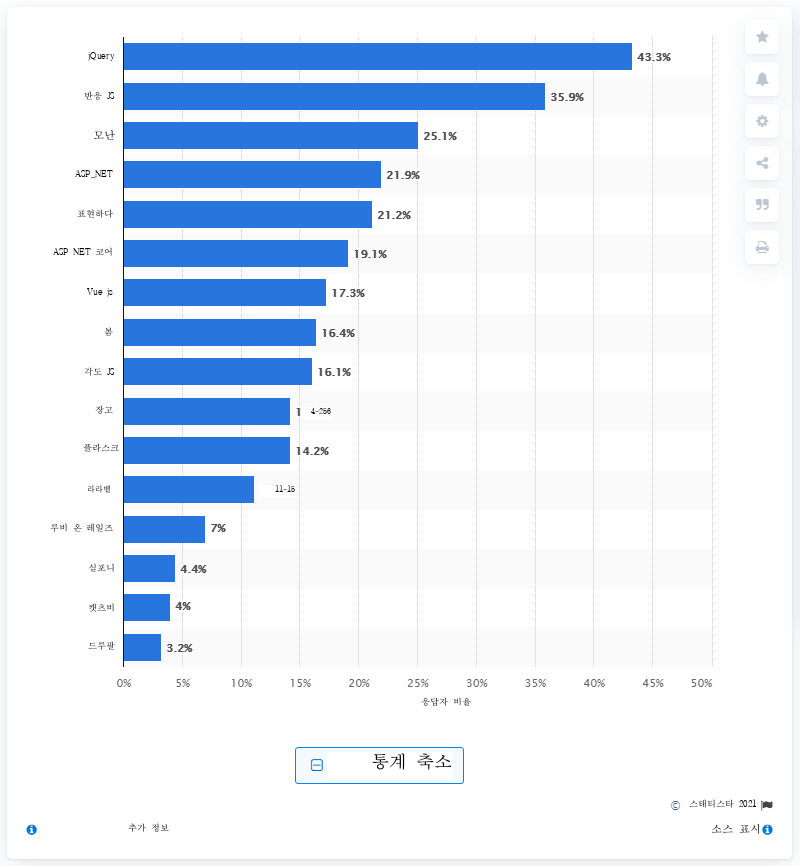 jQuery 43.3%
반응 JS 35.9%
모난 25.1%
ASP_NET 21.9%
표현하다 21.2%
ASP NET 코어 19.1%
Vue js 17.3%
봄 16.4%
각도 JS 16.1%
장고 1 4-256
플라스크 14.2%
라라벨 11-15
루비 온 레일즈 7%
심포니 4.4%
캣츠비 4%
드루팔 3.2%
0% 5% 10% 15% 20% 25% 30% 35% 40% 45% 50%
응답자 비율
통계 축소
© 스태티스타 2021
추가 정보
소스 표시